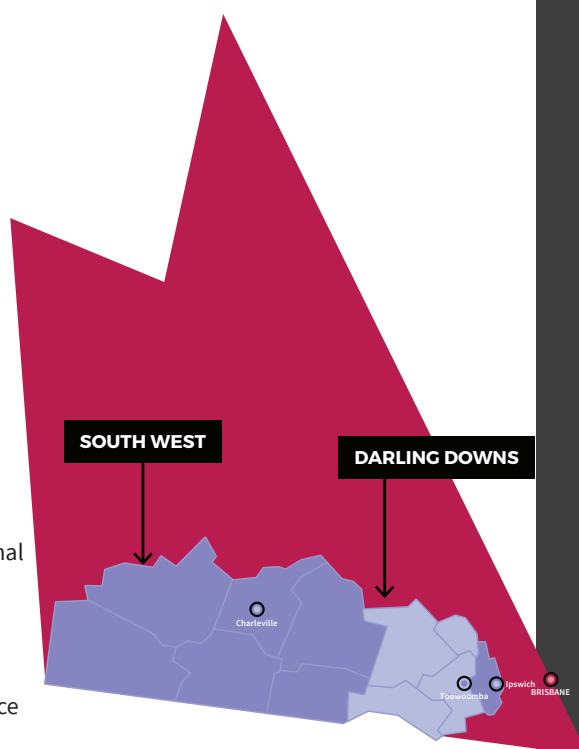 SOUTH WEST
DARLING DOWNS
Charleville
Toowoomba
Ipswich
BRISBANE